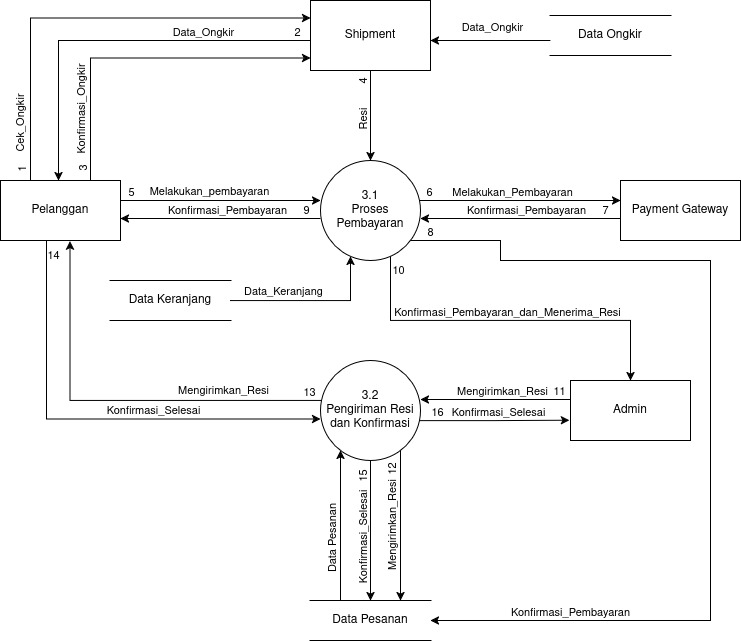 Shipment
Data_Ongkir
2
Data_Ongkir
Data Ongkir
Cek_Ongkir
1
Konfirmasi_Ongkir
3
4
Resi
Pelanggan
5
Melakukan_pembayaran
Konfirmasi_Pembayaran
9
3.1
Proses
Pembayaran
6
Melakukan_Pembayaran
Konfirmasi_Pembayaran
7
Payment Gateway
8
14
10
Data Keranjang
Data_Keranjang
Konfirmasi_Pembayaran_dan_Menerima_Resi
Mengirimkan_Resi
13
Konfirmasi_Selesai
3.2
Pengiriman Resi
dan Konfirmasi
Mengirimkan_Resi
11
16
Konfirmasi_Selesai
Admin
Data Pesanan
Konfirmasi_Selesai
15
Mengirimkan_Resi
12
Data Pesanan
Konfirmasi_Pembayaran